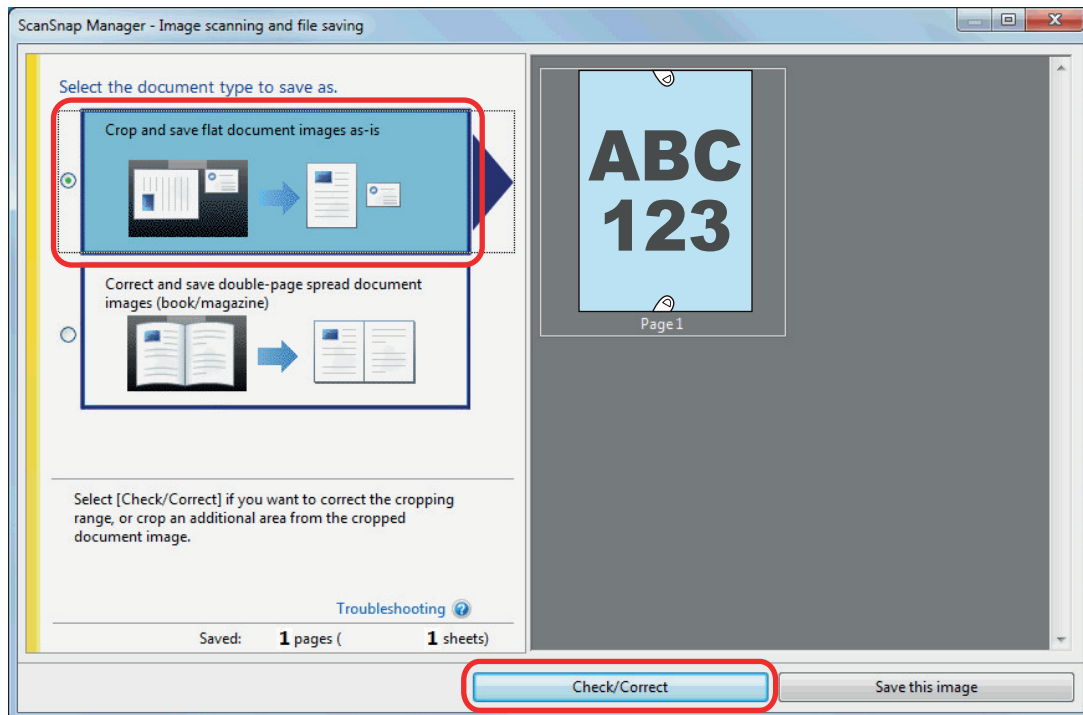 ScanSnap Manager - Image scanning and file saving
Select the document type to save as.
Crop and save flat document images as-is
Correct and save double-page spread document
images (book/magazine)
Select [Check/Correct] if you want to correct the cropping
range, or crop an additional area from the cropped
document image.
Troubleshooting ?
Saved: 1 pages ( 1 sheets)
ABC
123
Page 1
Check/Correct
Save this image